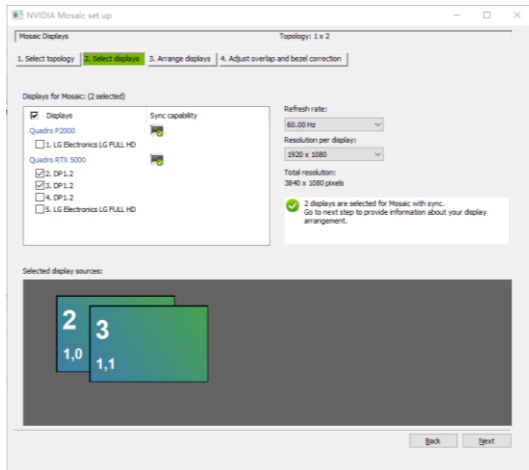 NVIDIA Mosaic set up
Mosaic Displays Topology: 1 x 2
1. Select topology 2. Select displays 3. Arrange displays 4. Adjust overlap and bezel correction
Displays for Mosaic: (2 selected)
Displays Sync capability
Quadro P2000
1. LG Electronics LG FULL HD
Quadro RTX 5000
2. DP1.2
3. DP1.2
4. DP1.2
5. LG Electronics LG FULL HD
Refresh rate:
60.00 Hz
Resolution per display:
1920 x 1080
Total resolution:
3840 x 1080 pixels
2 displays are selected for Mosaic with sync.
Go to next step to provide information about your display
arrangement.
Selected display sources:
2
1,0
3
1,1
Back Next